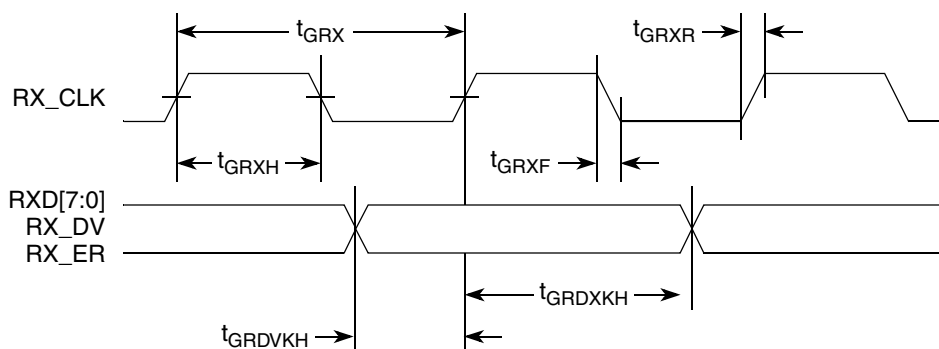 tGRX
tGRXR
RX_CLK
tGRXH
tGRXF
RXD[7:0]
RX_DV
RX_ER
tGRDXKH
tGRDVKH